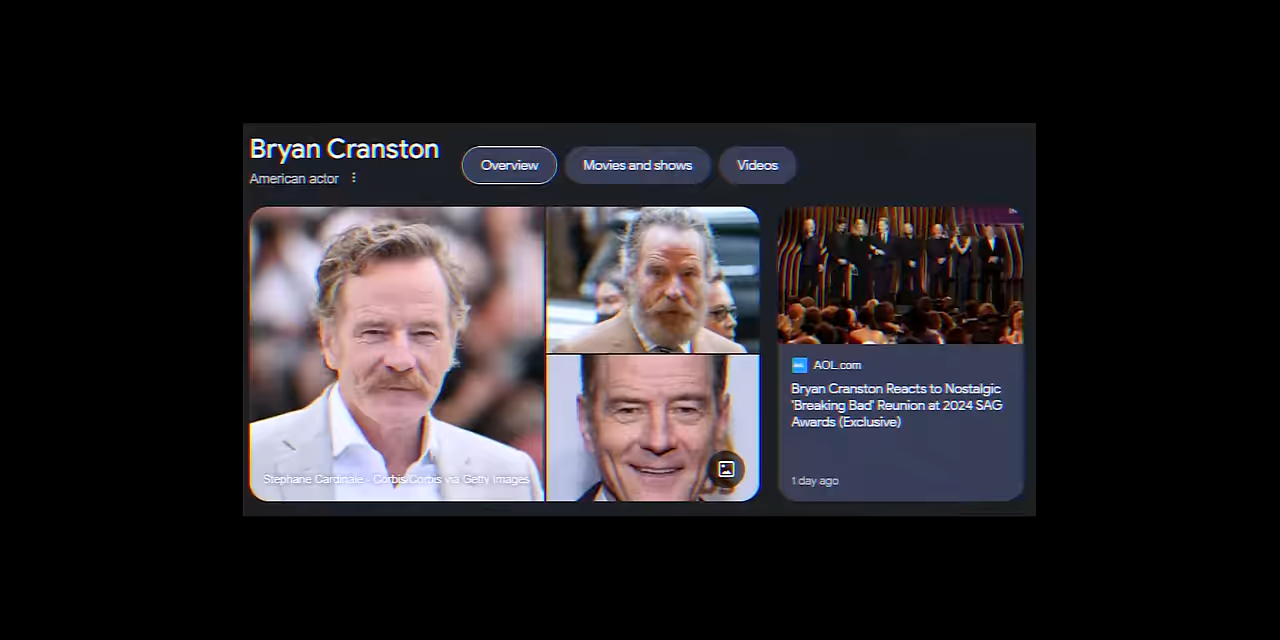 Bryan Cranston
American actor
Overview
Movies and shows
Videos
Stephane Cardinale - Corbis/Corbis via Getty Images
AOL.com
Bryan Cranston Reacts to Nostalgic
'Breaking Bad' Reunion at 2024 SAG
Awards (Exclusive)
1 day ago